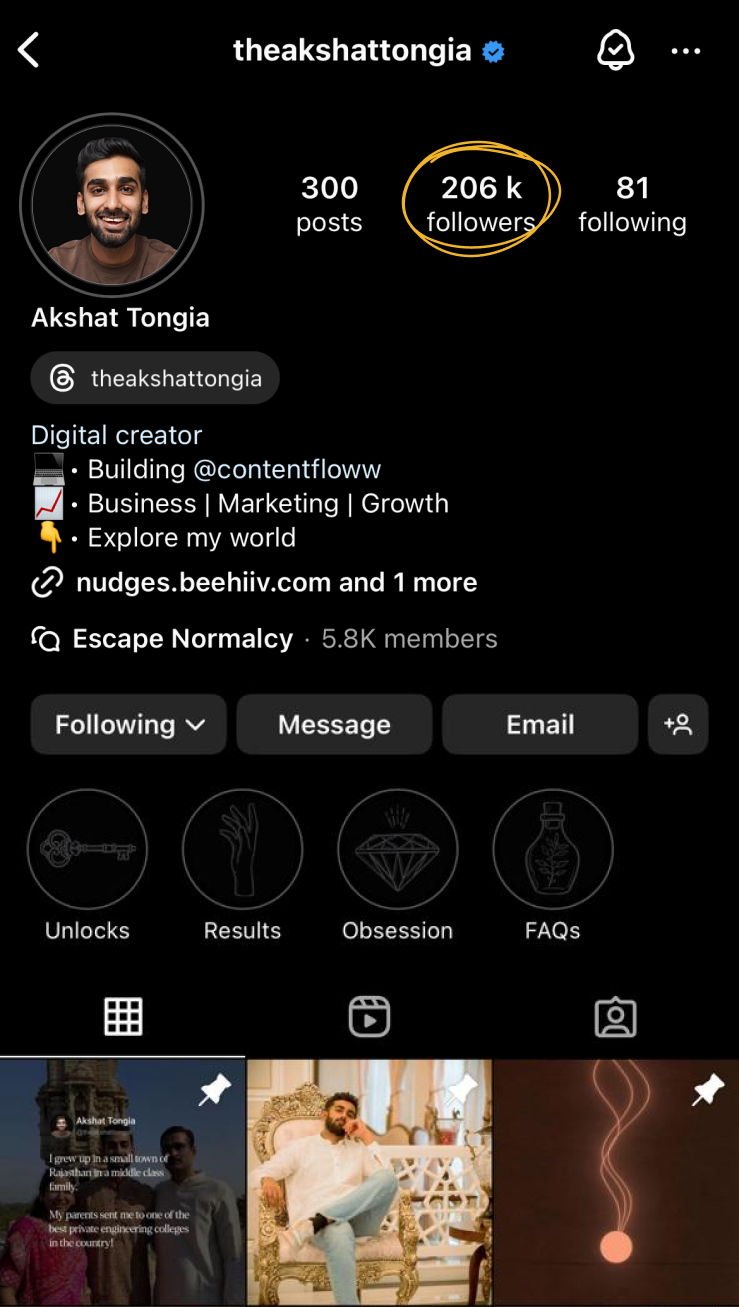 theakshattongia
300
posts
206 k
followers
81
following
Akshat Tongia
theakshattongia
Digital creator
💻 • Building @contentfloww
📈 • Business | Marketing | Growth
👇 • Explore my world
nudges.beehiiv.com and 1 more
Escape Normalcy · 5.8K members
Following
Message
Email
Unlocks
Results
Obsession
FAQs
Akshat Tongia
I grew up in a small town of
Rajasthan in a middle class
family.
My parents sent me to one of the
best private engineering colleges
in the country!